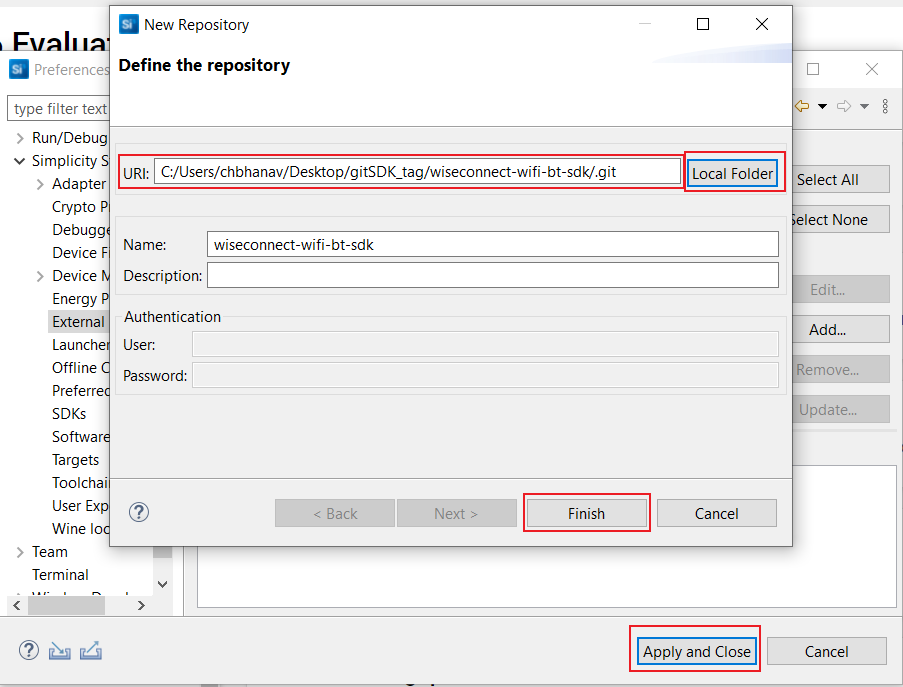 Evaluat
Si New Repository
Define the repository
Si Preferences
type filter text
Run/Debug
Simplicity S
Adapter
Crypto P
Debugge
Device F
Device M
Energy P
External
Launcher
Offline C
Preferred
SDKs
Software
Targets
Toolchai
User Exp
Wine loc
Team
Terminal
URI: C:/Users/chbhanav/Desktop/gitSDK_tag/wiseconnect-wifi-bt-sdk/.git Local Folder
Name: wiseconnect-wifi-bt-sdk
Description:
Authentication
User:
Password:
? < Back Next > Finish Cancel
Select All
Select None
Edit...
Add...
Remove...
Update...
? Apply and Close Cancel